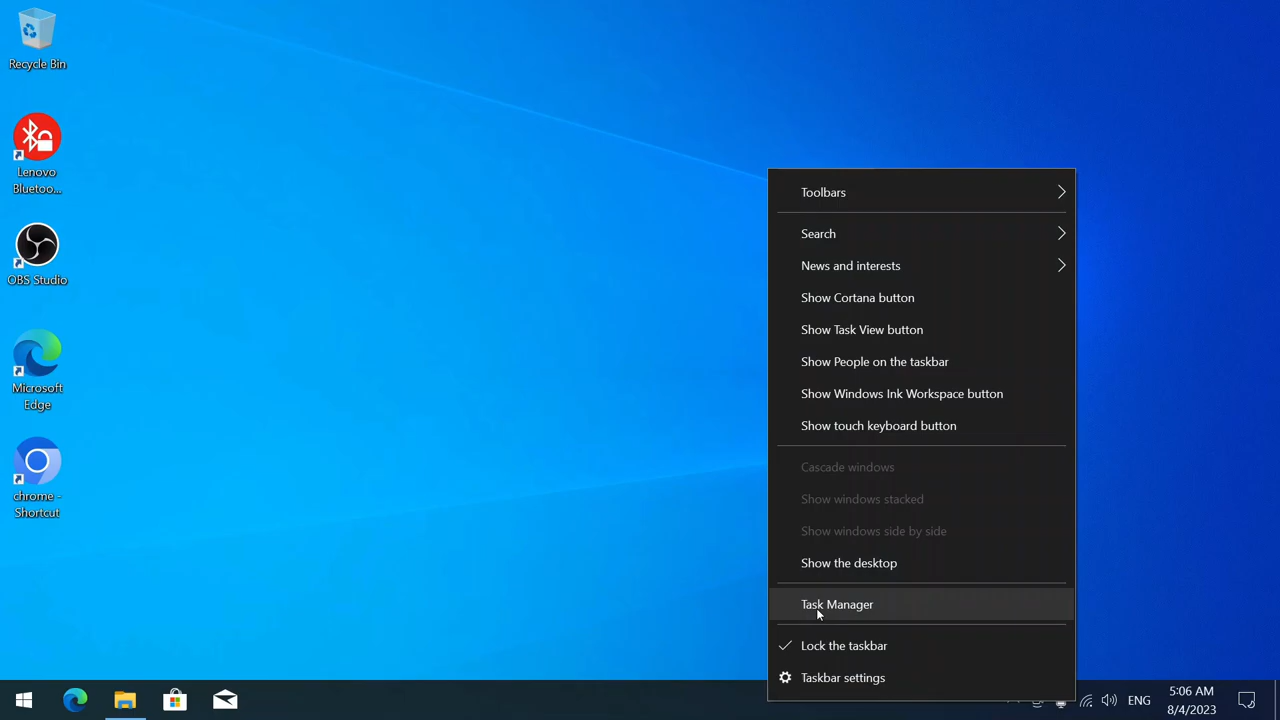 Recycle Bin
Lenovo
Bluetoo...
OBS Studio
Microsoft
Edge
chrome -
Shortcut
Toolbars
Search
News and interests
Show Cortana button
Show Task View button
Show People on the taskbar
Show Windows Ink Workspace button
Show touch keyboard button
Cascade windows
Show windows stacked
Show windows side by side
Show the desktop
Task Manager
Lock the taskbar
Taskbar settings
ENG
5:06 AM
8/4/2023